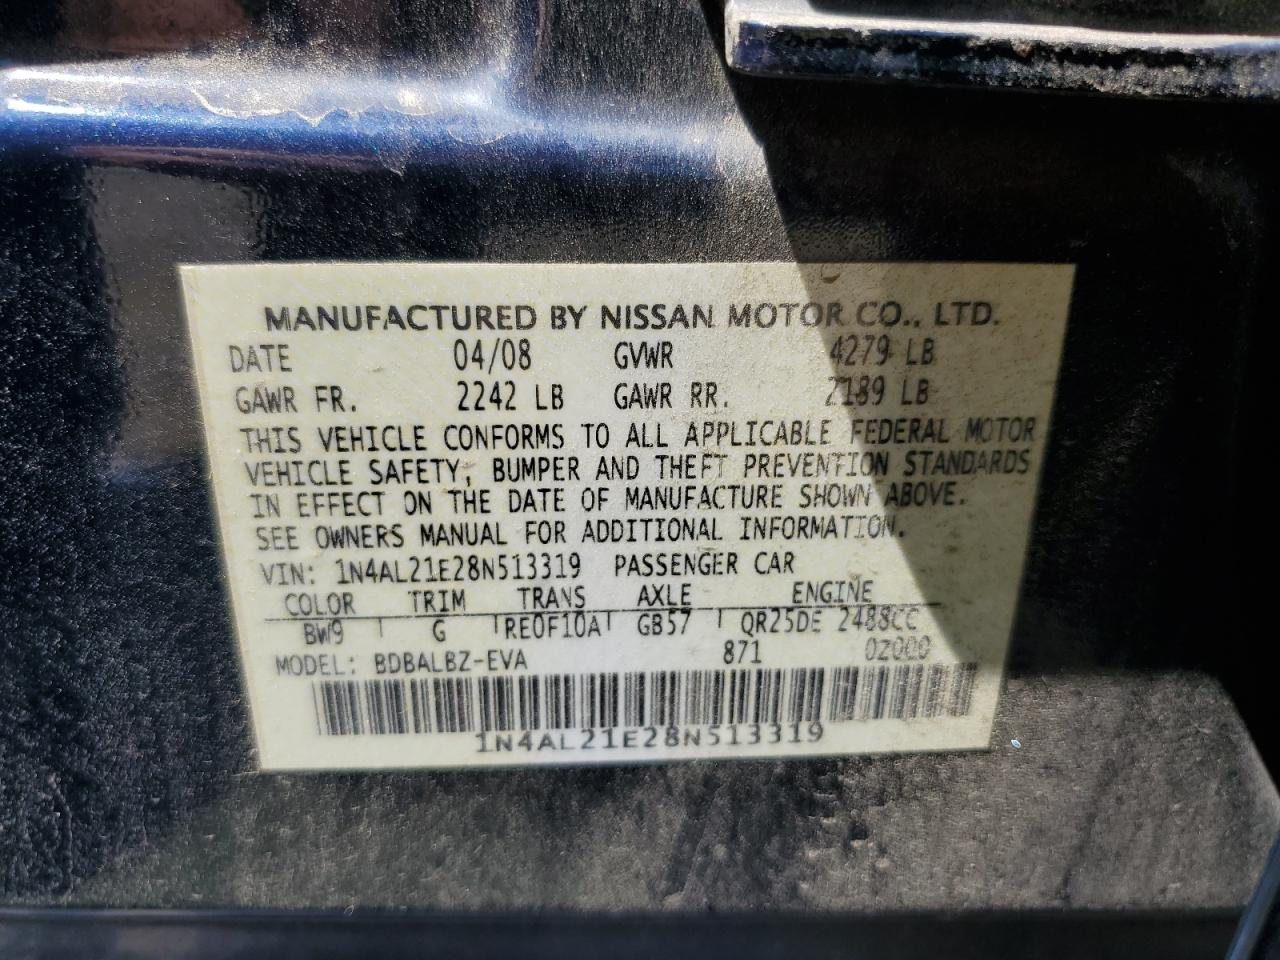 MANUFACTURED BY NISSAN MOTOR CO., LTD.
DATE 04/08 GVWR 4279 LB
GAWR FR. 2242 LB GAWR RR. 2189 LB
THIS VEHICLE CONFORMS TO ALL APPLICABLE FEDERAL MOTOR
VEHICLE SAFETY, BUMPER AND THEFT PREVENTION STANDARDS
IN EFFECT ON THE DATE OF MANUFACTURE SHOWN ABOVE.
SEE OWNERS MANUAL FOR ADDITIONAL INFORMATION.
VIN: 1N4AL21E28N513319 PASSENGER CAR
COLOR TRIM TRANS AXLE ENGINE
BW9 G RE0F10A GB57 QR25DE 2488CC
MODEL: BDBALBZ-EVA 871 0Z000
1N4AL21E28N513319